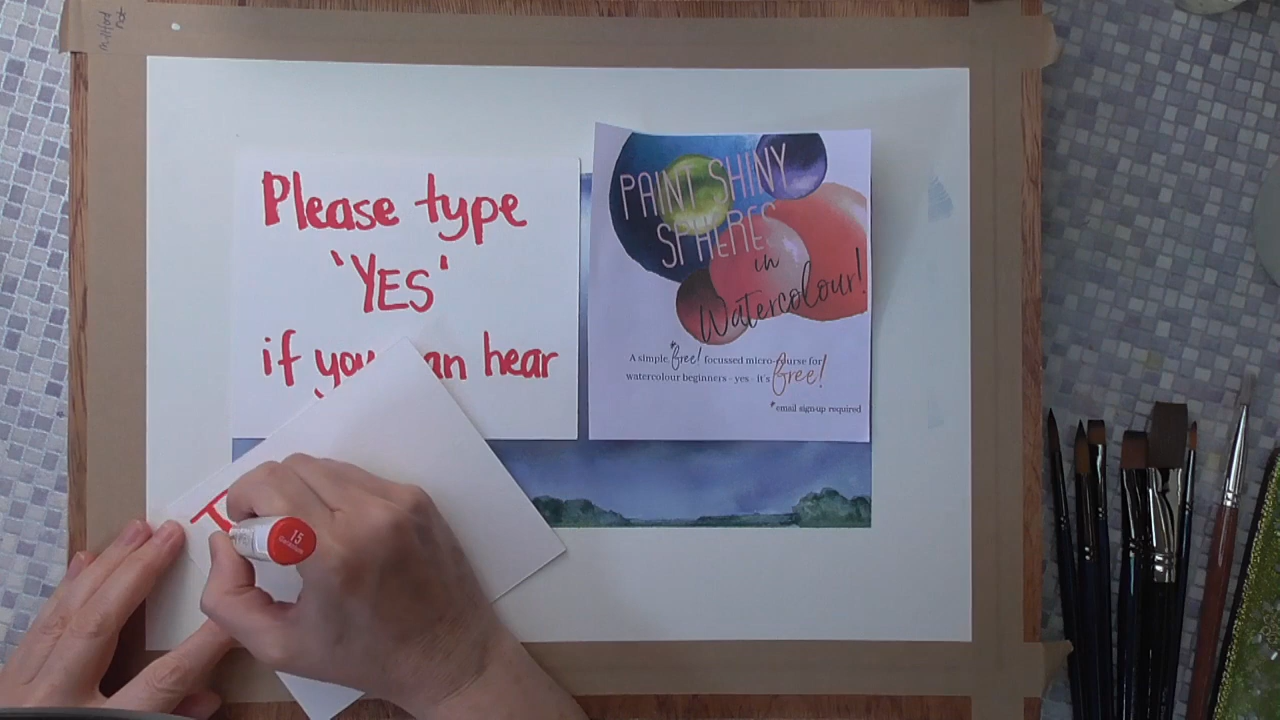 Please type
'YES'
if you can hear
PAINT SHINY
SPHERES
in
Watercolour!
A simple, *free! focussed micro-course for
watercolour beginners - yes - it's free!
*email sign-up required
15